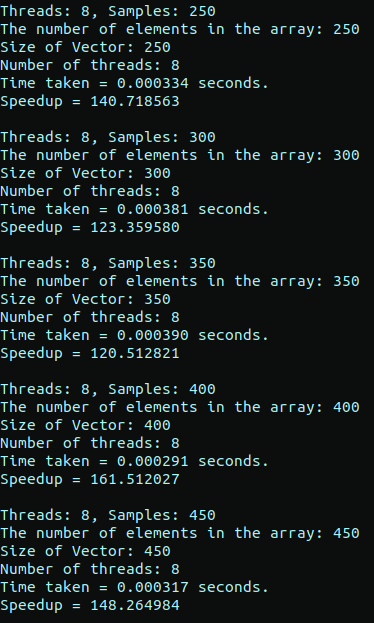 Threads: 8, Samples: 250
The number of elements in the array: 250
Size of Vector: 250
Number of threads: 8
Time taken = 0.000334 seconds.
Speedup = 140.718563
Threads: 8, Samples: 300
The number of elements in the array: 300
Size of Vector: 300
Number of threads: 8
Time taken = 0.000381 seconds.
Speedup = 123.359580
Threads: 8, Samples: 350
The number of elements in the array: 350
Size of Vector: 350
Number of threads: 8
Time taken = 0.000390 seconds.
Speedup = 120.512821
Threads: 8, Samples: 400
The number of elements in the array: 400
Size of Vector: 400
Number of threads: 8
Time taken = 0.000291 seconds.
Speedup = 161.512027
Threads: 8, Samples: 450
The number of elements in the array: 450
Size of Vector: 450
Number of threads: 8
Time taken = 0.000317 seconds.
Speedup = 148.264984